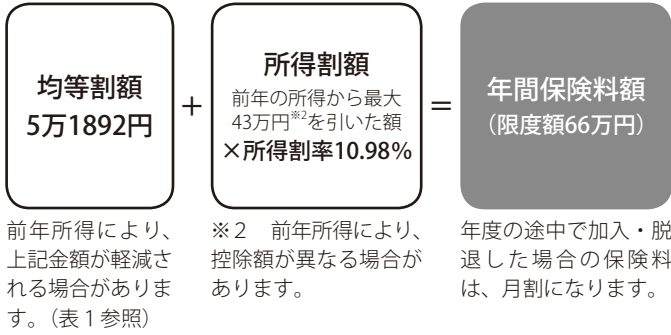 均等割額
5万1892円
+
所得割額
前年の所得から最大
43万円※2を引いた額
×所得割率10.98%
=
年間保険料額
（限度額66万円）
前年所得により、
上記金額が軽減さ
れる場合がありま
す。（表１参照）
※２　前年所得により、
控除額が異なる場合が
あります。
年度の途中で加入・脱
退した場合の保険料
は、月割になります。